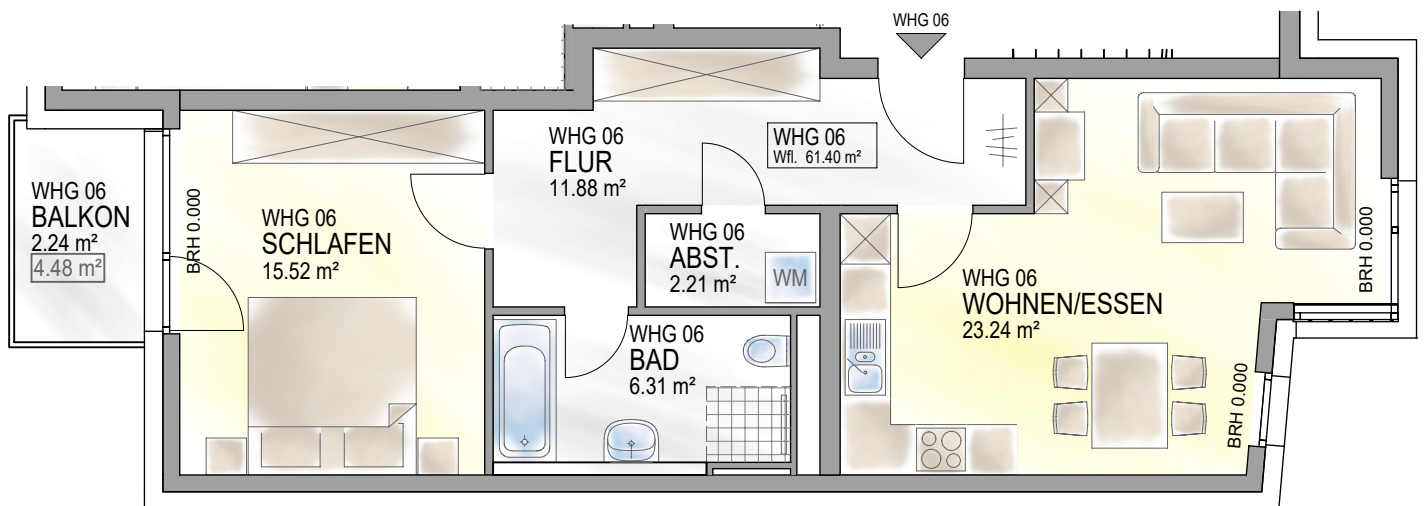 WHG 06
WHG 06
BALKON
2.24 m²
4.48 m²
BRH 0.000
WHG 06
SCHLAFEN
15.52 m²
WHG 06
FLUR
11.88 m²
WHG 06
Wfl. 61.40 m²
WHG 06
ABST.
2.21 m²
WM
WHG 06
BAD
6.31 m²
WHG 06
WOHNEN/ESSEN
23.24 m²
BRH 0.000
BRH 0.000